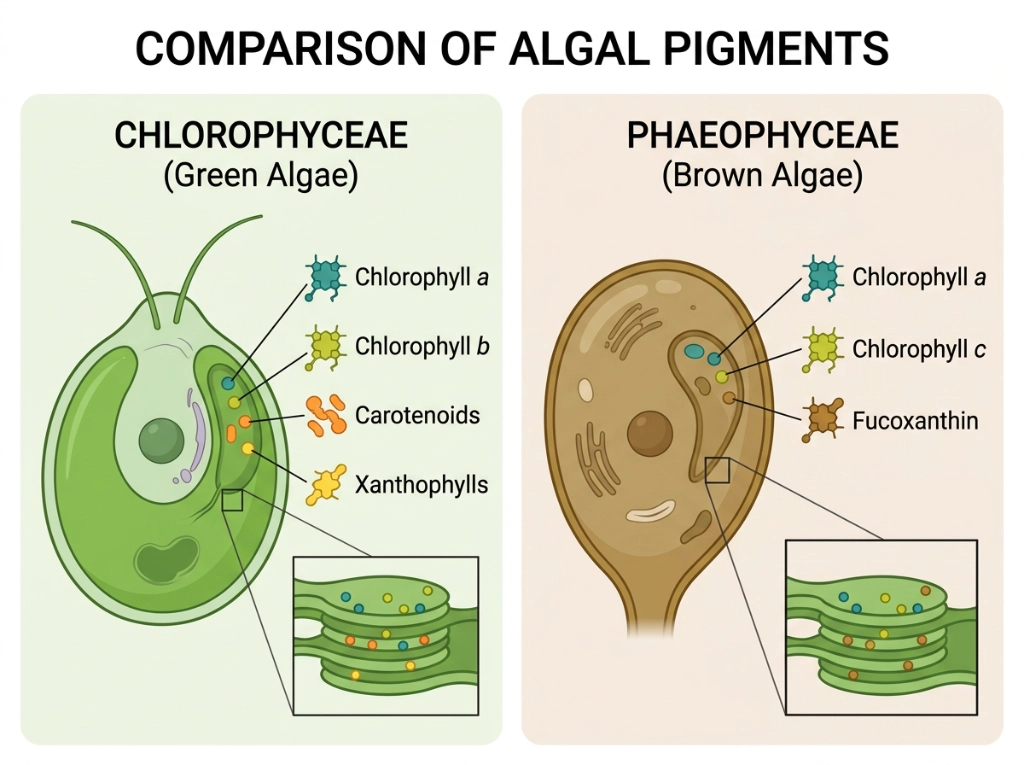 COMPARISON OF ALGAL PIGMENTS
CHLOROPHYCEAE
(Green Algae)
Chlorophyll a
Chlorophyll b
Carotenoids
Xanthophylls
PHAEOPHYCEAE
(Brown Algae)
Chlorophyll a
Chlorophyll c
Fucoxanthin